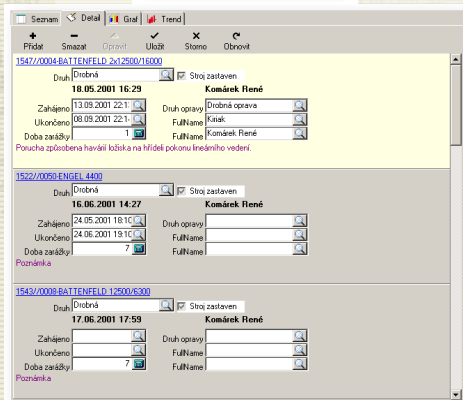 Seznam Detail Graf Trend
Přidat Smazat Opravit Uložit Storno Obnovit
1547//0004-BATTENFELD 2x12500/16000
Druh Drobná Stroj zastaven
18.05.2001 16:29 Komárek René
Zahájeno 13.09.2001 22:1 Druh opravy Drobná oprava
Ukončeno 08.09.2001 22:1 FullName Kiriak
Doba zarážky 1 FullName Komárek René
Porucha způsobena havárií ložiska na hřídeli pokonu lineárního vedení.
1522//0050-ENGEL 4400
Druh Drobná Stroj zastaven
16.06.2001 14:27 Komárek René
Zahájeno 24.05.2001 18:10 Druh opravy
Ukončeno 24.06.2001 19:10 FullName
Doba zarážky 7 FullName
Poznámka
1543//0008-BATTENFELD 12500/6300
Druh Drobná Stroj zastaven
17.06.2001 17:59 Komárek René
Zahájeno Druh opravy
Ukončeno FullName
Doba zarážky 7 FullName
Poznámka